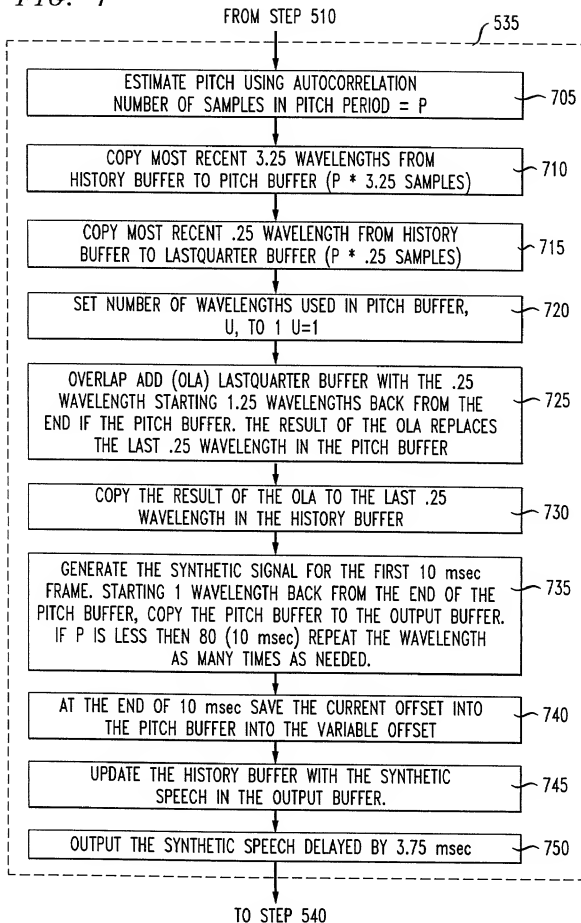 FIG. 7
FROM STEP 510
535
ESTIMATE PITCH USING AUTOCORRELATION
NUMBER OF SAMPLES IN PITCH PERIOD = P
705
COPY MOST RECENT 3.25 WAVELENGTHS FROM
HISTORY BUFFER TO PITCH BUFFER (P * 3.25 SAMPLES)
710
COPY MOST RECENT .25 WAVELENGTH FROM HISTORY
BUFFER TO LASTQUARTER BUFFER (P * .25 SAMPLES)
715
SET NUMBER OF WAVELENGTHS USED IN PITCH BUFFER,
U, TO 1 U=1
720
OVERLAP ADD (OLA) LASTQUARTER BUFFER WITH THE .25
WAVELENGTH STARTING 1.25 WAVELENGTHS BACK FROM THE
END IF THE PITCH BUFFER. THE RESULT OF THE OLA REPLACES
THE LAST .25 WAVELENGTH IN THE PITCH BUFFER
725
COPY THE RESULT OF THE OLA TO THE LAST .25
WAVELENGTH IN THE HISTORY BUFFER
730
GENERATE THE SYNTHETIC SIGNAL FOR THE FIRST 10 msec
FRAME. STARTING 1 WAVELENGTH BACK FROM THE END OF THE
PITCH BUFFER, COPY THE PITCH BUFFER TO THE OUTPUT BUFFER.
IF P IS LESS THEN 80 (10 msec) REPEAT THE WAVELENGTH
AS MANY TIMES AS NEEDED.
735
AT THE END OF 10 msec SAVE THE CURRENT OFFSET INTO
THE PITCH BUFFER INTO THE VARIABLE OFFSET
740
UPDATE THE HISTORY BUFFER WITH THE SYNTHETIC
SPEECH IN THE OUTPUT BUFFER.
745
OUTPUT THE SYNTHETIC SPEECH DELAYED BY 3.75 msec
750
TO STEP 540